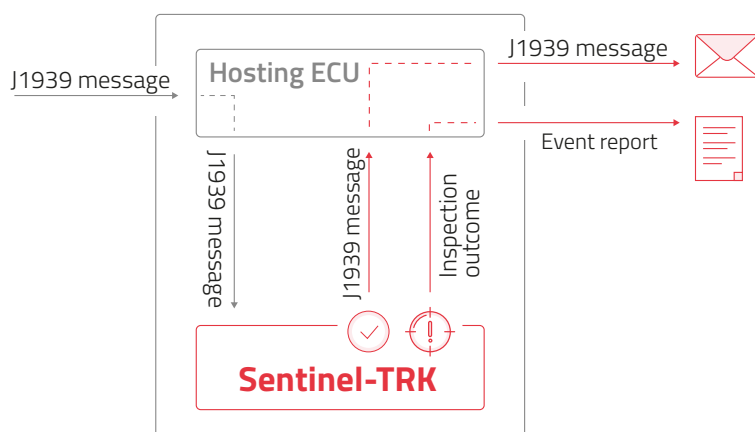 J1939 message
Hosting ECU
J1939 message
Event report
J1939 message
J1939 message
Inspection
outcome
Sentinel-TRK